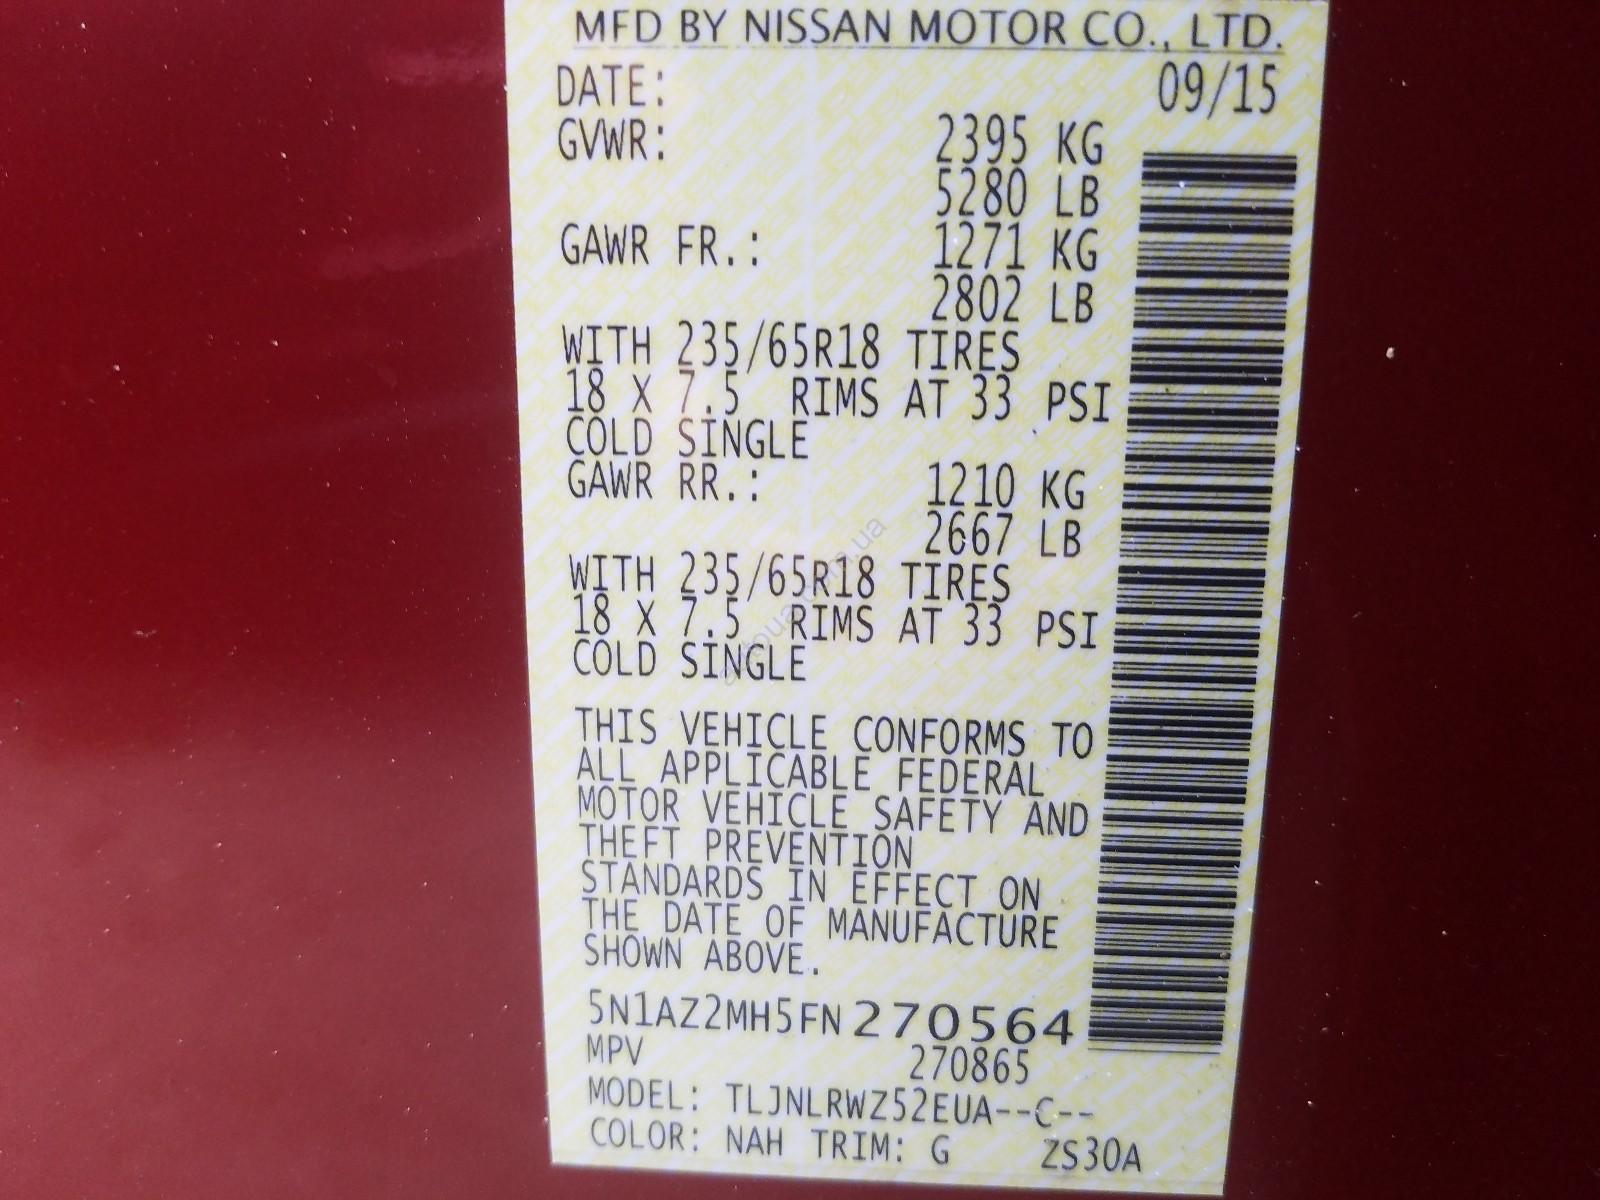 MFD BY NISSAN MOTOR CO., LTD.
DATE: 09/15
GVWR: 2395 KG
5280 LB
GAWR FR.: 1271 KG
2802 LB
WITH 235/65R18 TIRES
18 X 7.5 RIMS AT 33 PSI
COLD SINGLE
GAWR RR.: 1210 KG
2667 LB
WITH 235/65R18 TIRES
18 X 7.5 RIMS AT 33 PSI
COLD SINGLE
THIS VEHICLE CONFORMS TO
ALL APPLICABLE FEDERAL
MOTOR VEHICLE SAFETY AND
THEFT PREVENTION
STANDARDS IN EFFECT ON
THE DATE OF MANUFACTURE
SHOWN ABOVE.
5N1AZ2MH5FN270564
MPV 270865
MODEL: TLJNLRWZ52EUA--C--
COLOR: NAH TRIM: G ZS30A